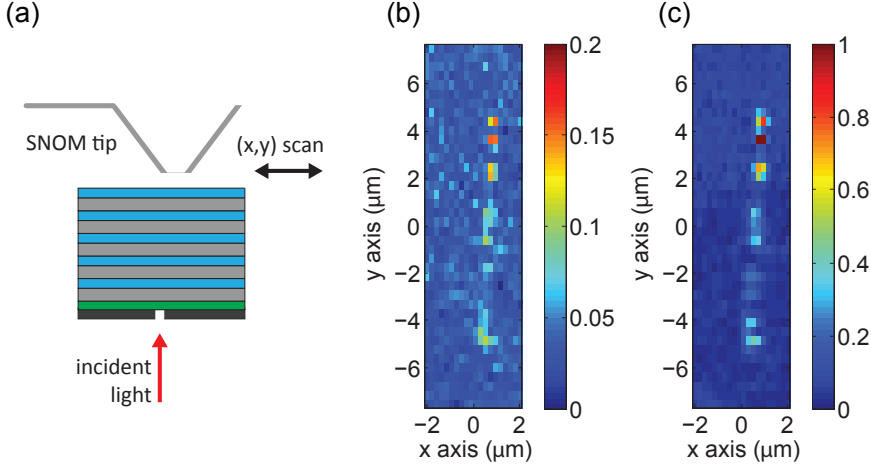 (a)
SNOM tip
(x,y) scan
incident
light
(b)
y axis (μm)
6
4
2
0
−2
−4
−6
−2 0 2
x axis (μm)
0.2
0.15
0.1
0.05
0
(c)
y axis (μm)
6
4
2
0
−2
−4
−6
−2 0 2
x axis (μm)
1
0.8
0.6
0.4
0.2
0